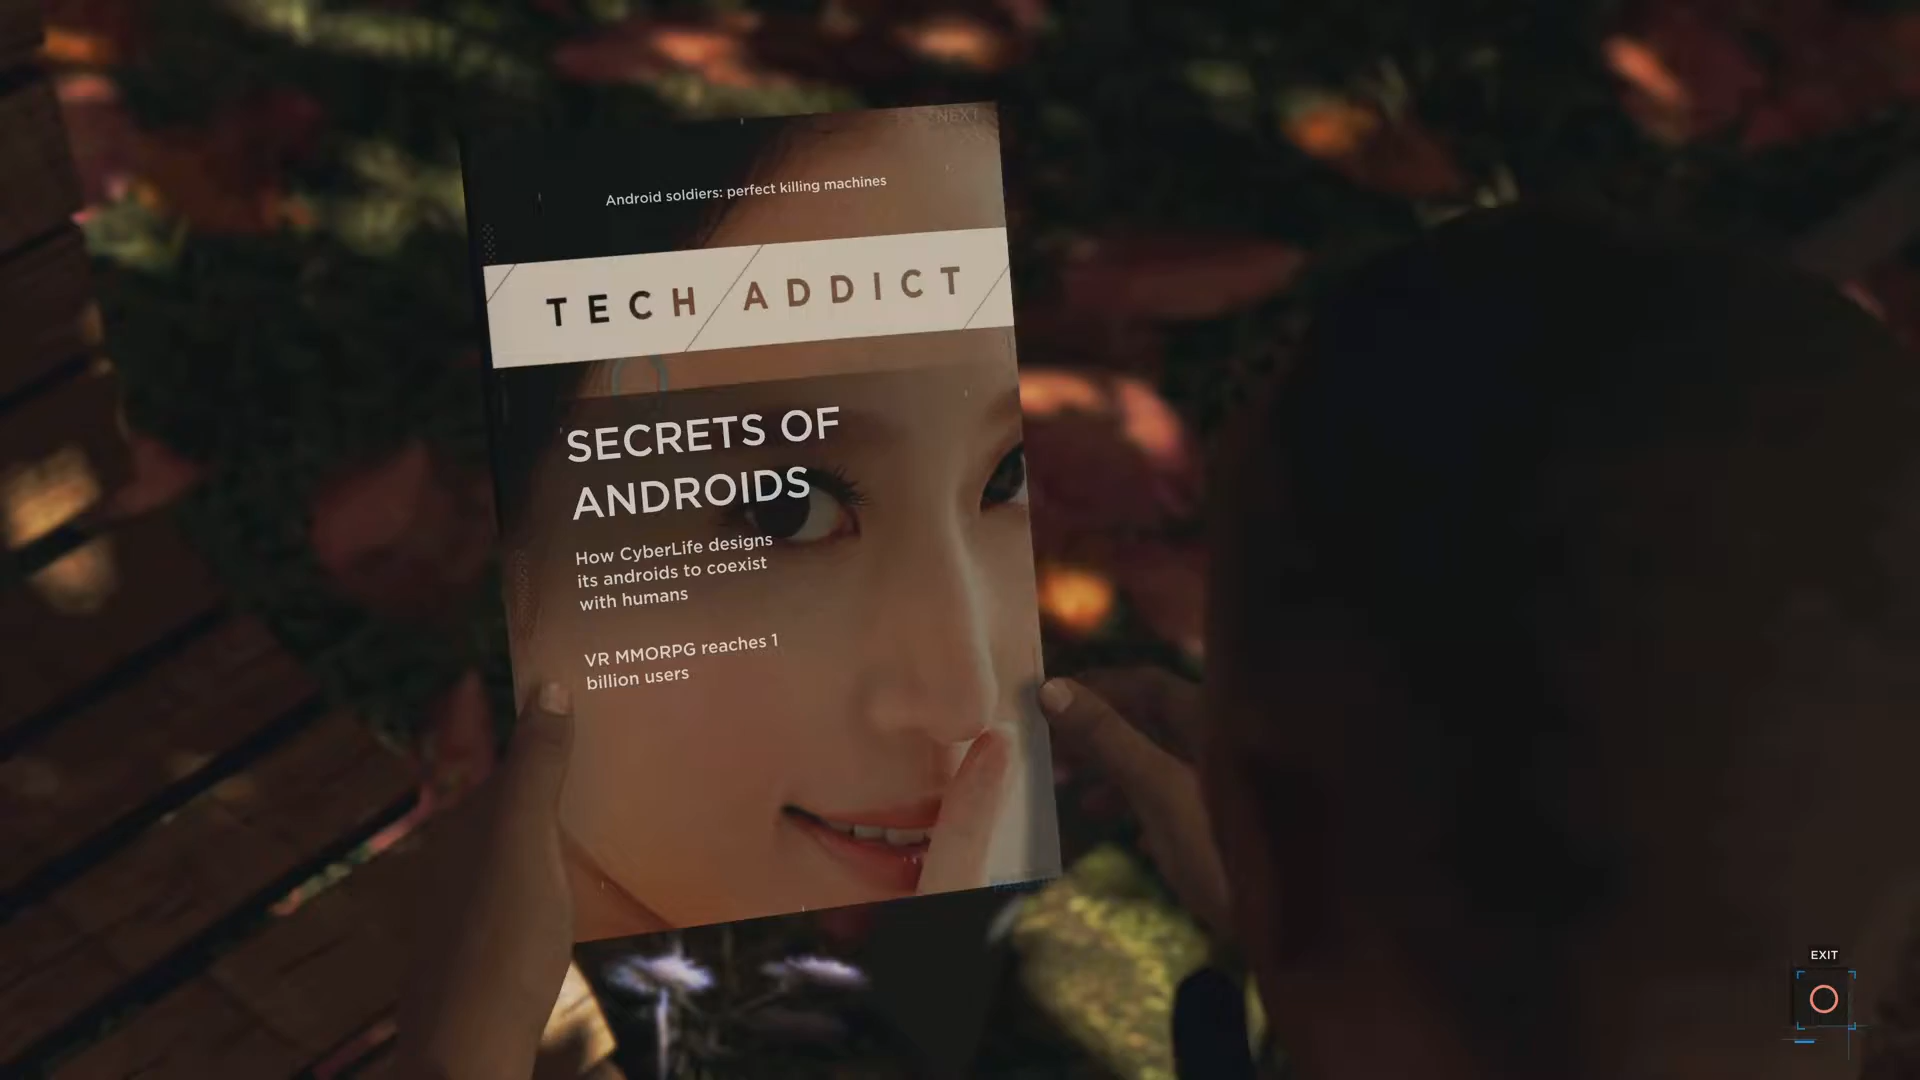 NEXT
Android soldiers: perfect killing machines
TECH ADDICT
SECRETS OF
ANDROIDS
How CyberLife designs
its androids to coexist
with humans
VR MMORPG reaches 1
billion users
EXIT